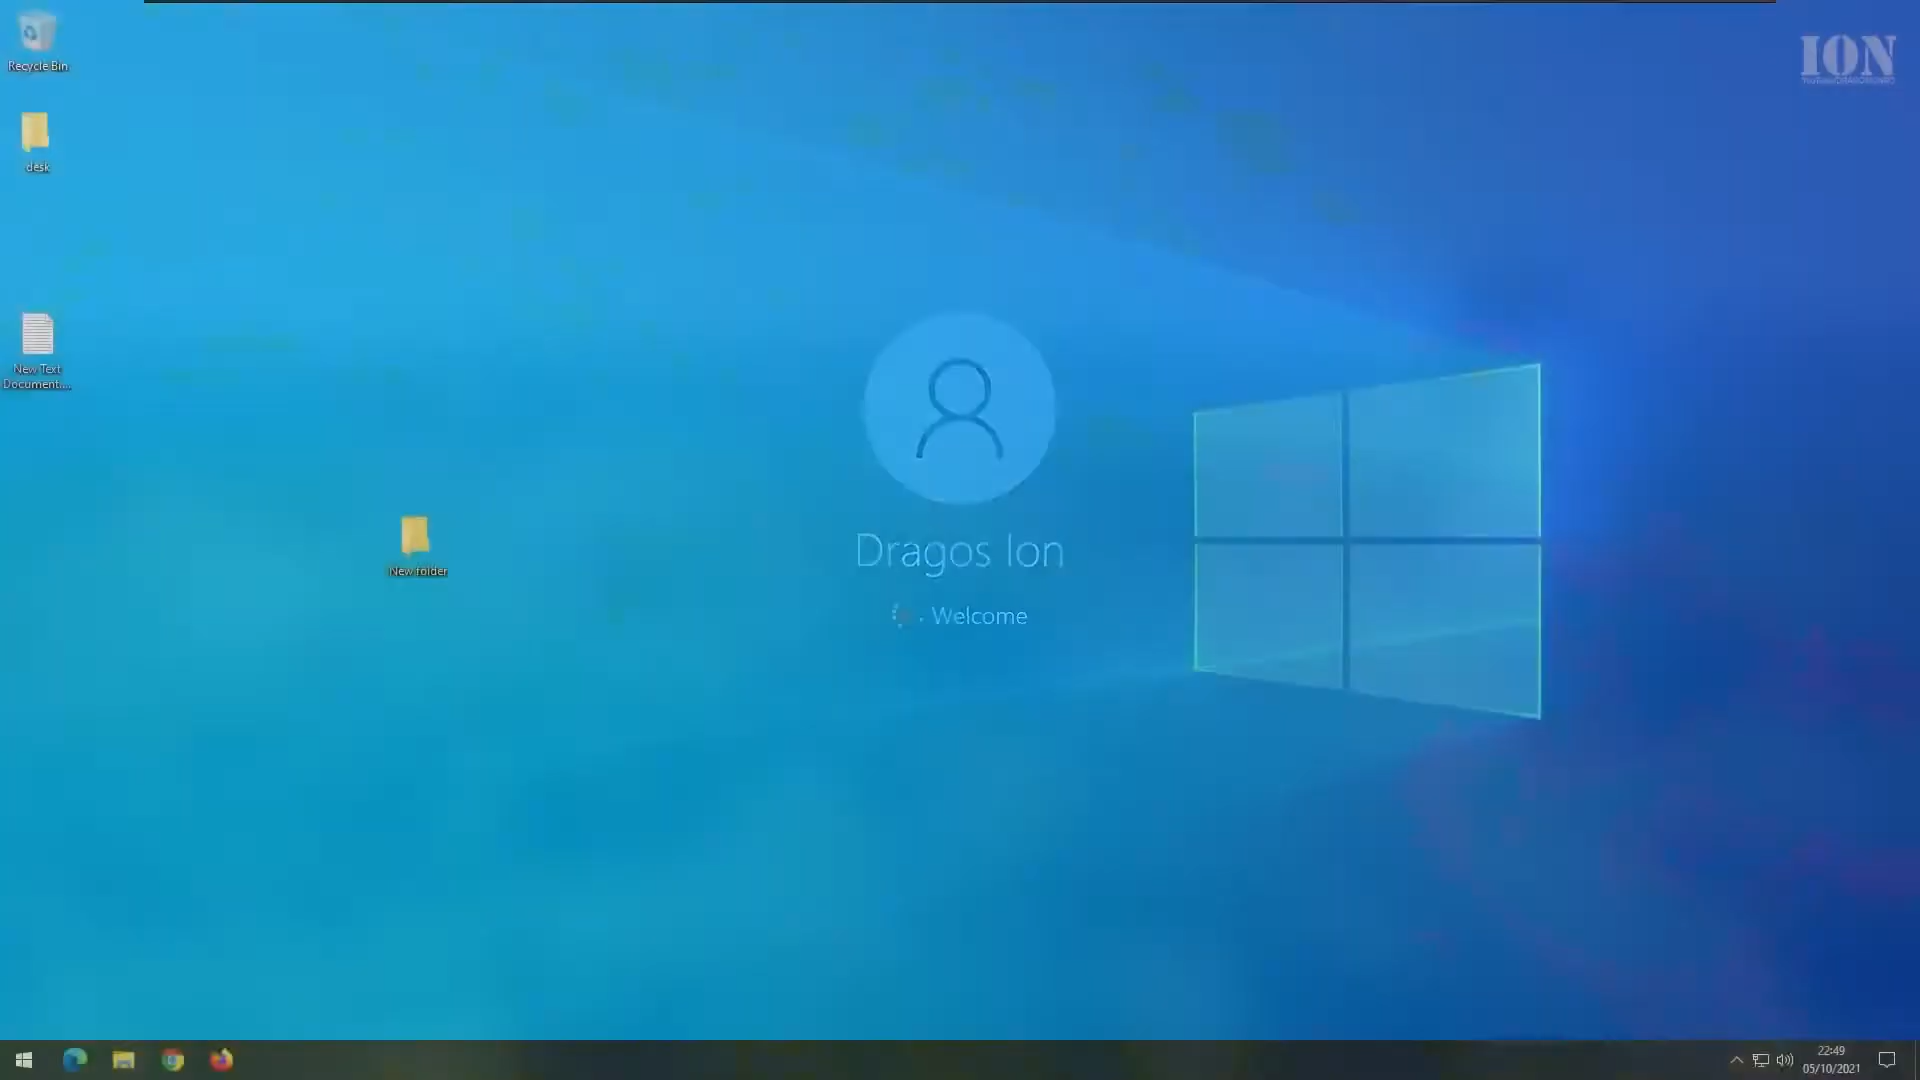 Recycle Bin
ION
desk
New Text
Document....
Dragos Ion
New folder
Welcome
22:49
05/10/2021